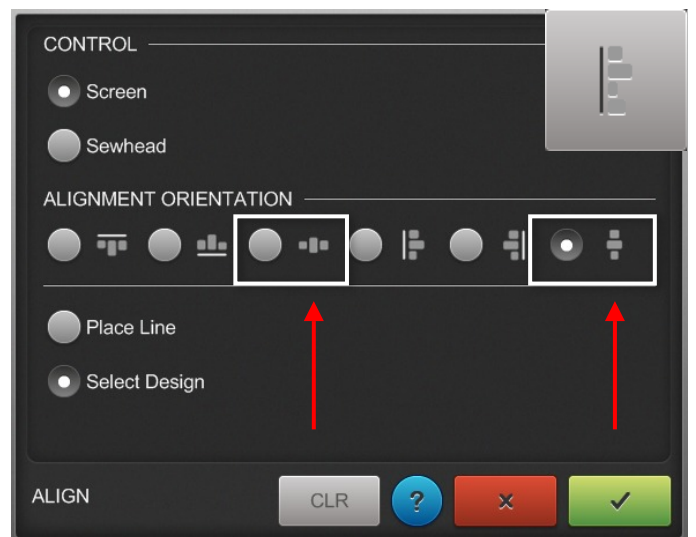 CONTROL
Screen
Sewhead
ALIGNMENT ORIENTATION
Place Line
Select Design
ALIGN
CLR
?